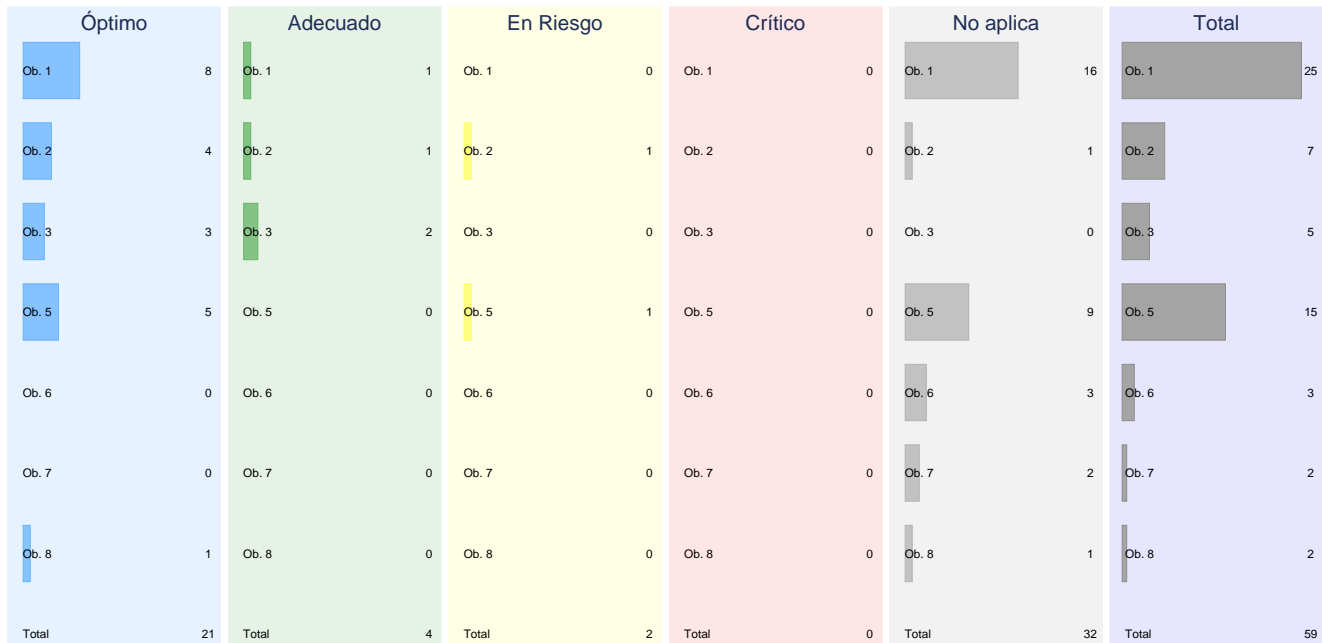 Óptimo Adecuado En Riesgo Crítico No aplica Total
Ob. 1 8 Ob. 1 1 Ob. 1 0 Ob. 1 0 Ob. 1 16 Ob. 1 25
Ob. 2 4 Ob. 2 1 Ob. 2 1 Ob. 2 0 Ob. 2 1 Ob. 2 7
Ob. 3 3 Ob. 3 2 Ob. 3 0 Ob. 3 0 Ob. 3 0 Ob. 3 5
Ob. 5 5 Ob. 5 0 Ob. 5 1 Ob. 5 0 Ob. 5 9 Ob. 5 15
Ob. 6 0 Ob. 6 0 Ob. 6 0 Ob. 6 0 Ob. 6 3 Ob. 6 3
Ob. 7 0 Ob. 7 0 Ob. 7 0 Ob. 7 0 Ob. 7 2 Ob. 7 2
Ob. 8 1 Ob. 8 0 Ob. 8 0 Ob. 8 0 Ob. 8 1 Ob. 8 2
Total 21 Total 4 Total 2 Total 0 Total 32 Total 59